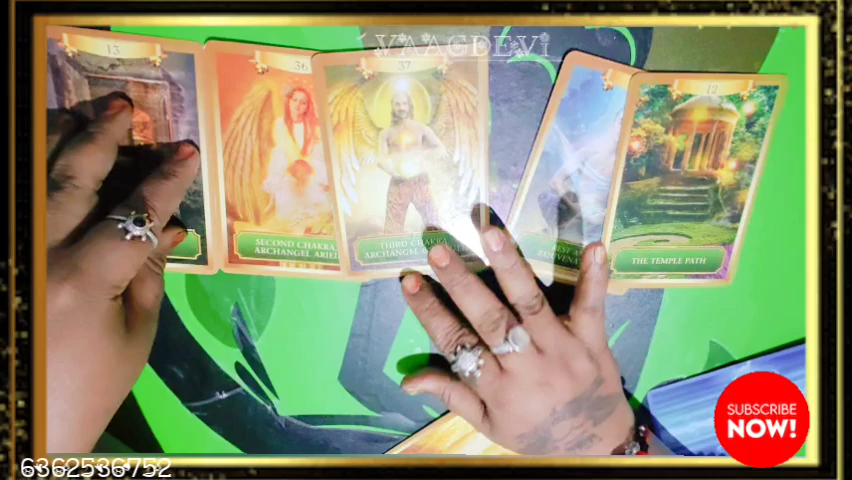 VAAGDEVI
13
36
37
12
SECOND CHAKRA
ARCHANGEL ARIEL
THIRD CHAKRA
ARCHANGEL
THE TEMPLE PATH
SUBSCRIBE
NOW!
6362536752